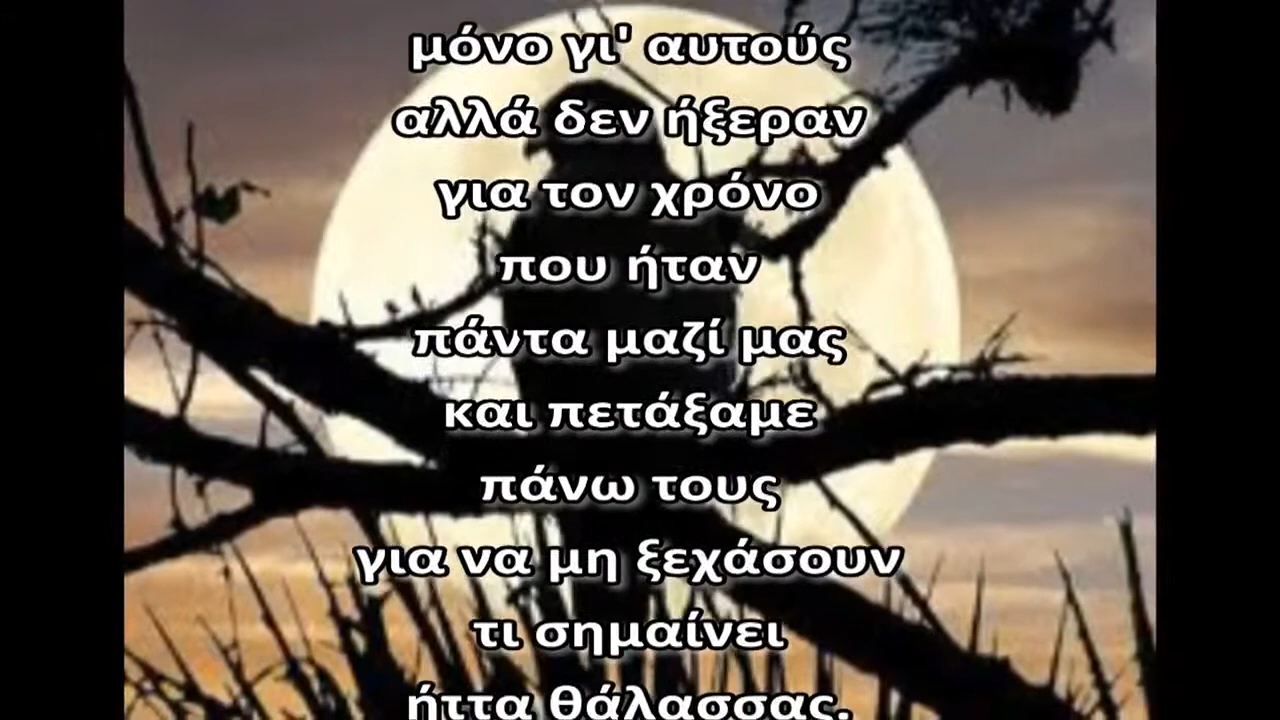 μόνο γι' αυτούς
αλλά δεν ήξεραν
για τον χρόνο
που ήταν
πάντα μαζί μας
και πετάξαμε
πάνω τους
για να μη ξεχάσουν
τι σημαίνει
ήττα θάλασσας.